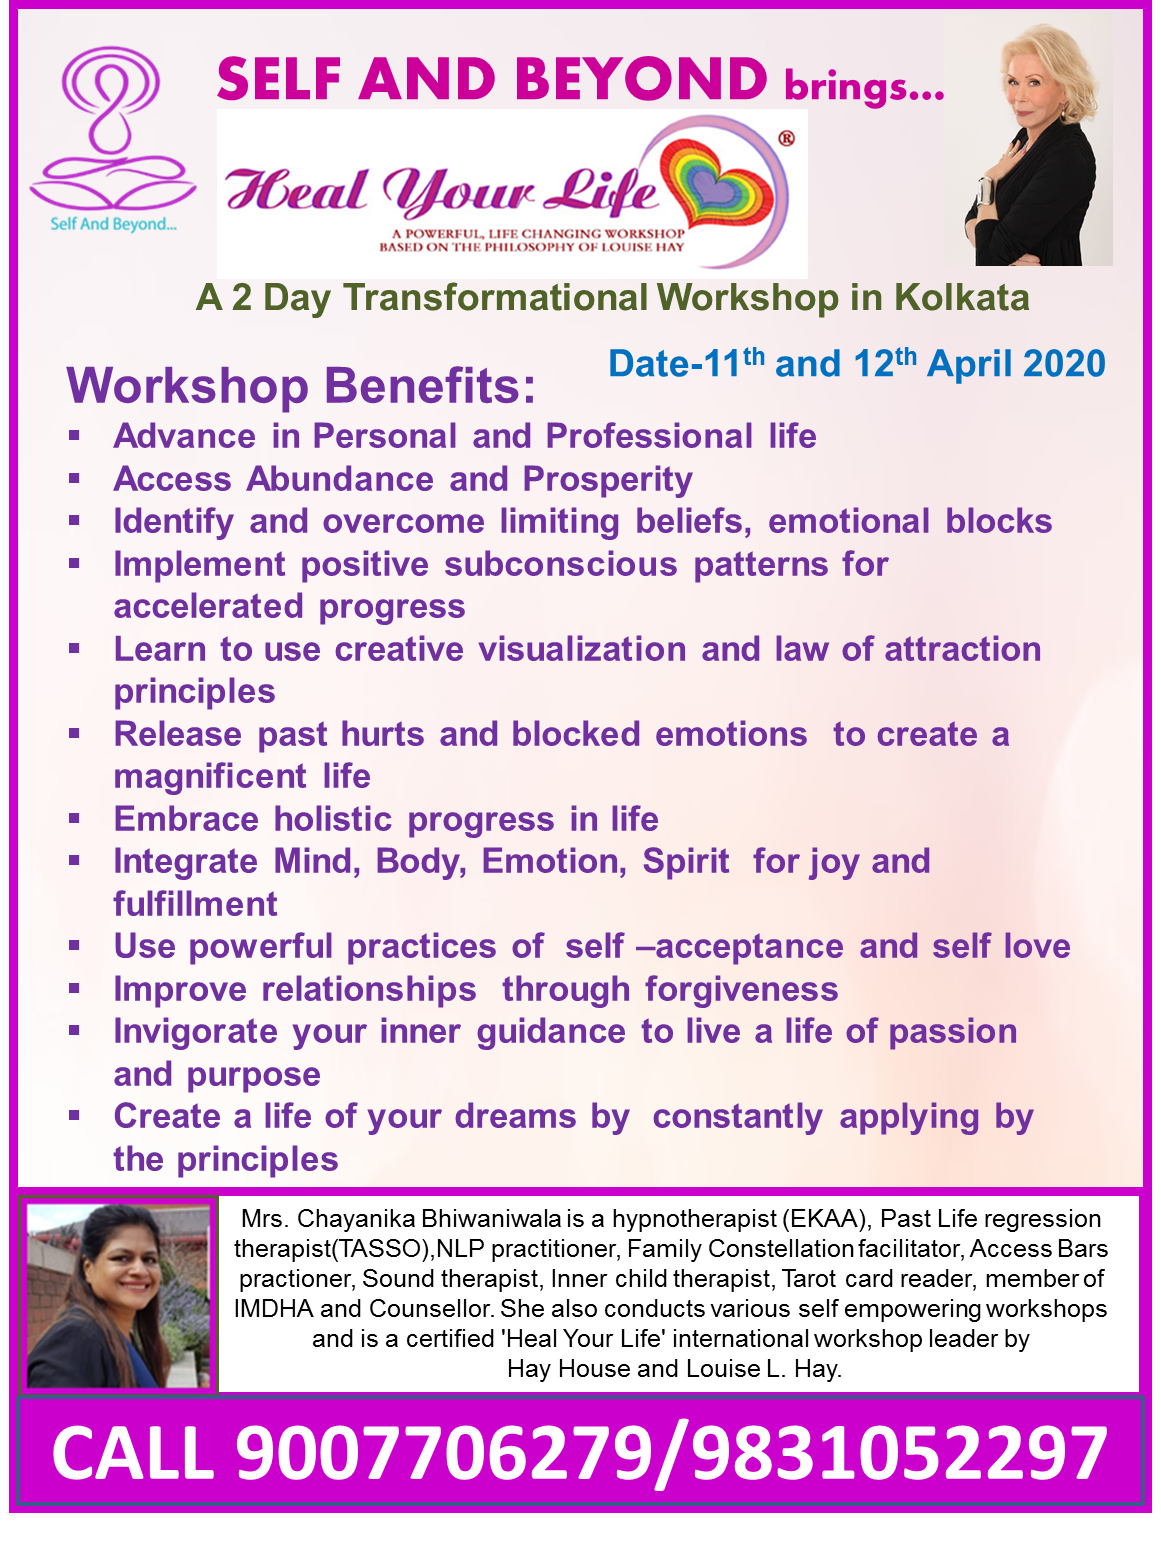 SELF AND BEYOND brings...
Self And Beyond...
Heal Your Life ®
A POWERFUL, LIFE CHANGING WORKSHOP
BASED ON THE PHILOSOPHY OF LOUISE HAY
A 2 Day Transformational Workshop in Kolkata
Date-11th and 12th April 2020
Workshop Benefits:
▪ Advance in Personal and Professional life
▪ Access Abundance and Prosperity
▪ Identify and overcome limiting beliefs, emotional blocks
▪ Implement positive subconscious patterns for
accelerated progress
▪ Learn to use creative visualization and law of attraction
principles
▪ Release past hurts and blocked emotions to create a
magnificent life
▪ Embrace holistic progress in life
▪ Integrate Mind, Body, Emotion, Spirit for joy and
fulfillment
▪ Use powerful practices of self –acceptance and self love
▪ Improve relationships through forgiveness
▪ Invigorate your inner guidance to live a life of passion
and purpose
▪ Create a life of your dreams by constantly applying by
the principles
Mrs. Chayanika Bhiwaniwala is a hypnotherapist (EKAA), Past Life regression
therapist(TASSO),NLP practitioner, Family Constellation facilitator, Access Bars
practioner, Sound therapist, Inner child therapist, Tarot card reader, member of
IMDHA and Counsellor. She also conducts various self empowering workshops
and is a certified 'Heal Your Life' international workshop leader by
Hay House and Louise L. Hay.
CALL 9007706279/9831052297